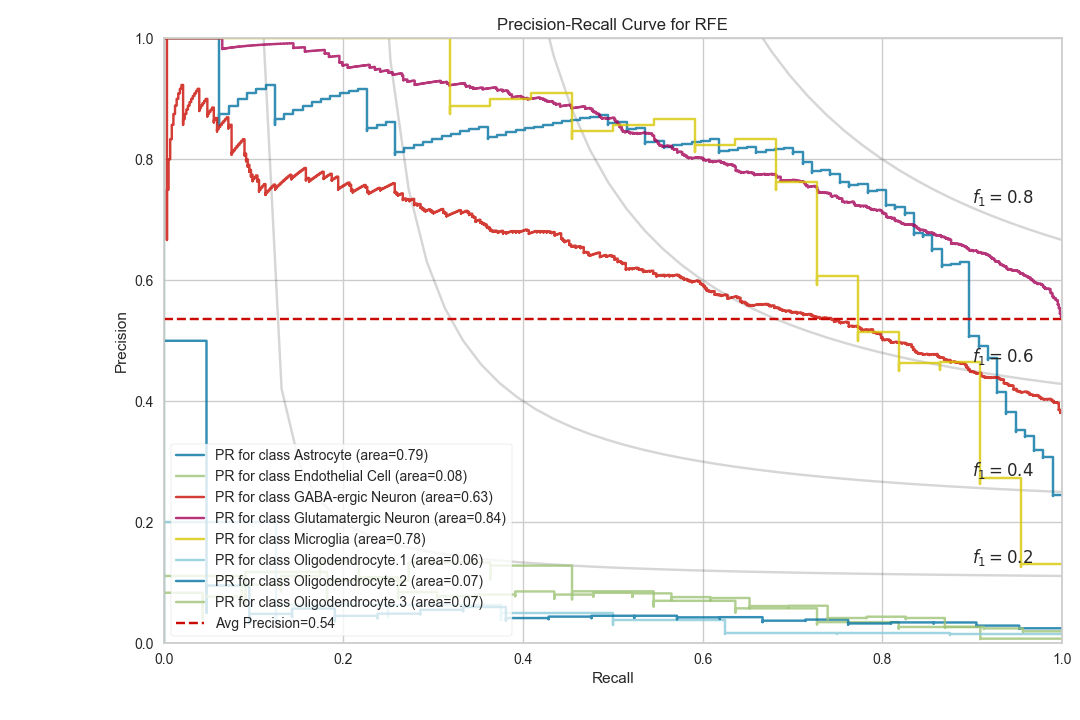 Precision-Recall Curve for RFE
1.0
0.8
0.6
0.4
0.2
0.0
Precision
f1 = 0.8
f1 = 0.6
f1 = 0.4
f1 = 0.2
PR for class Astrocyte (area=0.79)
PR for class Endothelial Cell (area=0.08)
PR for class GABA-ergic Neuron (area=0.63)
PR for class Glutamatergic Neuron (area=0.84)
PR for class Microglia (area=0.78)
PR for class Oligodendrocyte.1 (area=0.06)
PR for class Oligodendrocyte.2 (area=0.07)
PR for class Oligodendrocyte.3 (area=0.07)
Avg Precision=0.54
0.0 0.2 0.4 0.6 0.8 1.0
Recall